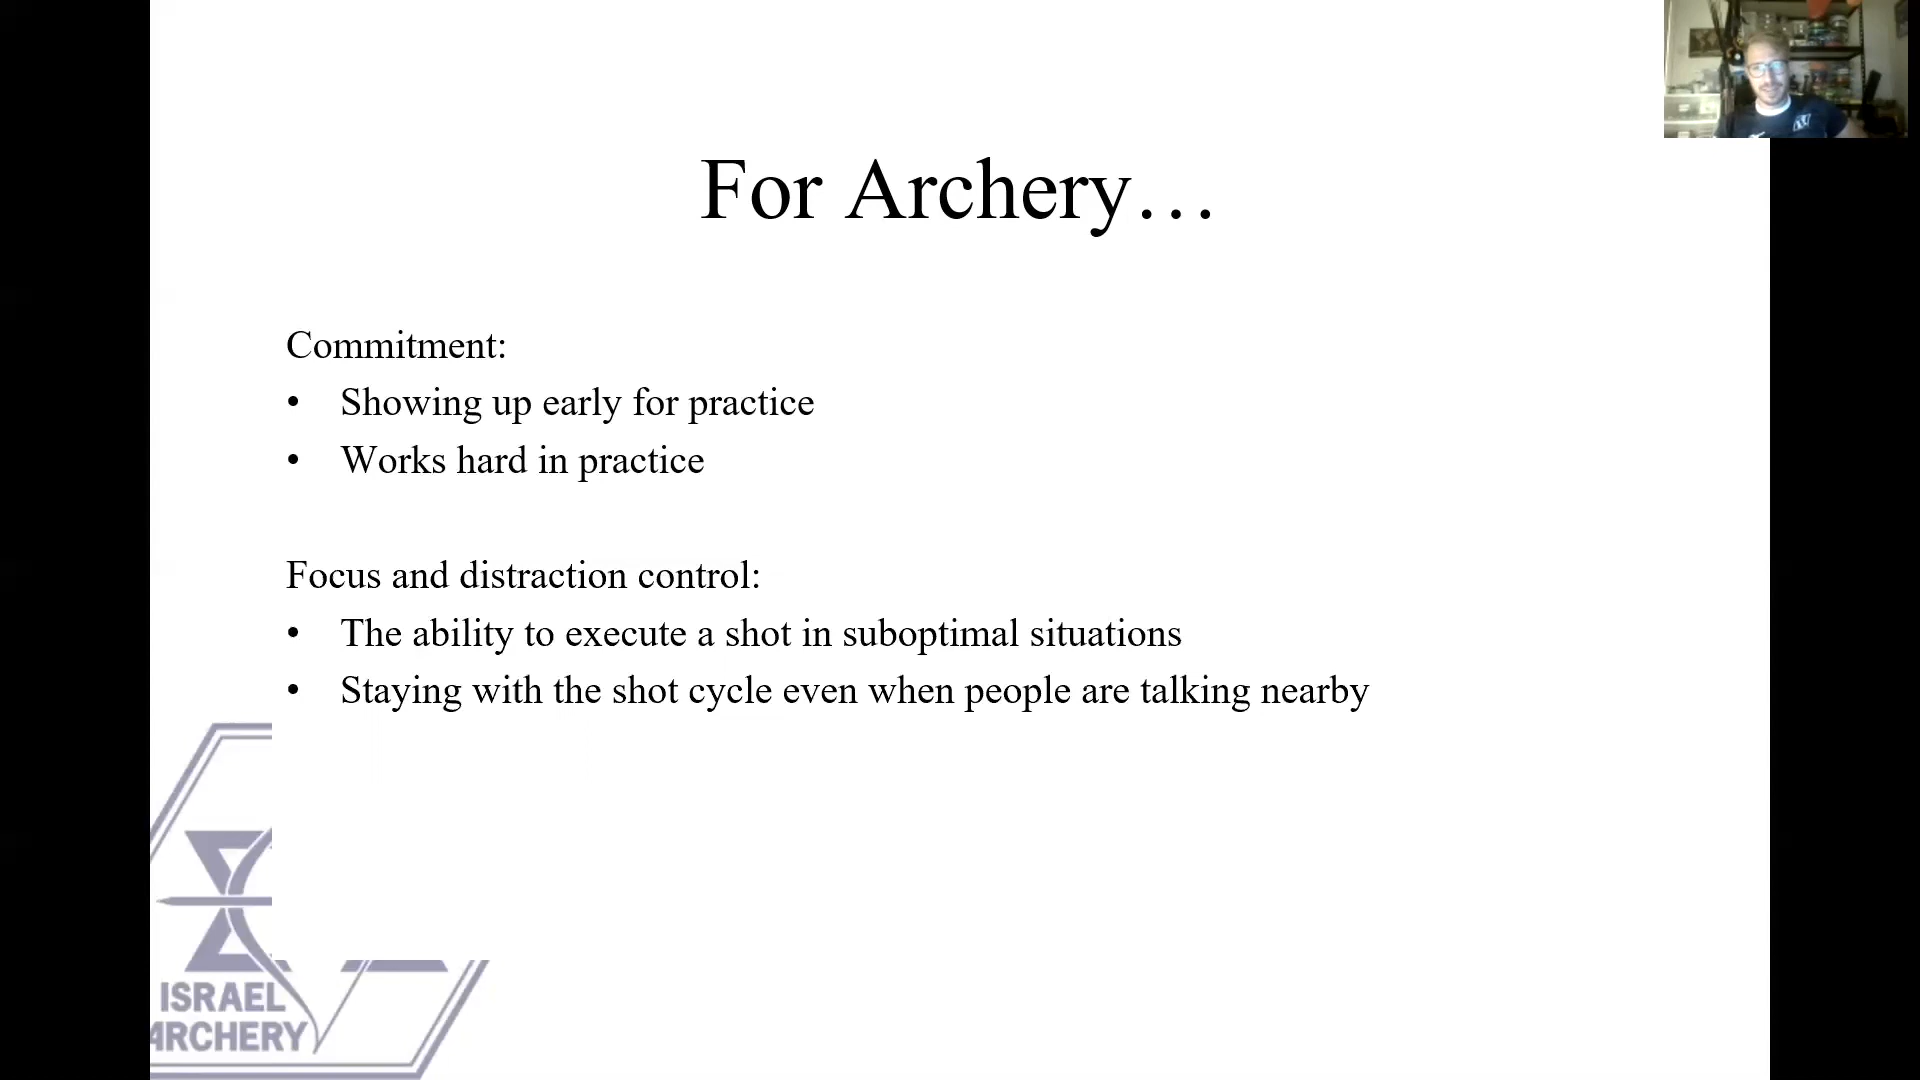 For Archery…
Commitment:
• Showing up early for practice
• Works hard in practice
Focus and distraction control:
• The ability to execute a shot in suboptimal situations
• Staying with the shot cycle even when people are talking nearby
ISRAEL
ARCHERY